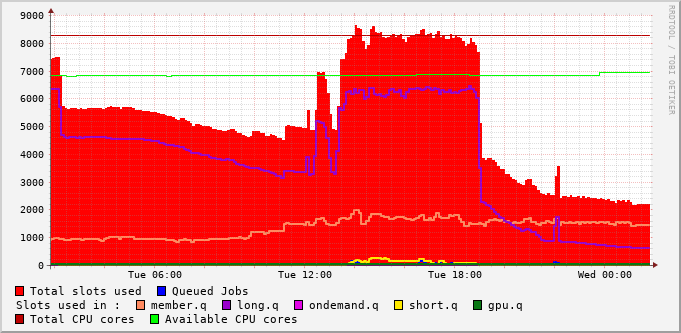 9000
8000
7000
6000
5000
4000
3000
2000
1000
0
Tue 06:00 Tue 12:00 Tue 18:00 Wed 00:00
Total slots used Queued Jobs
Slots used in : member.q long.q ondemand.q short.q gpu.q
Total CPU cores Available CPU cores
RRDTOOL / TOBI OETIKER